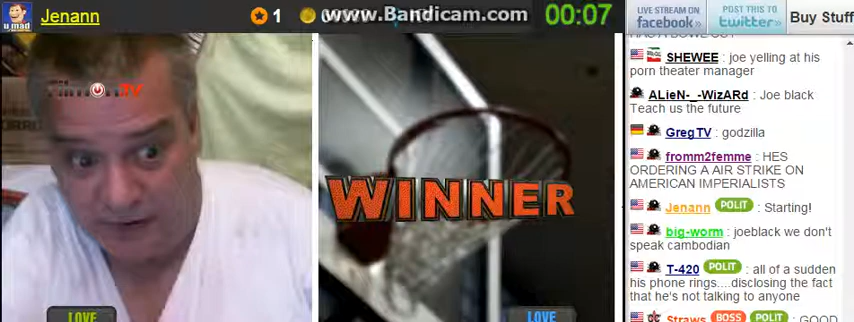 u mad
Jenann
1
www.Bandicam.com
00:07
LIVE STREAM ON
facebook»
POST THIS TO
twitter»
Buy Stuff
FilmOn.TV
WINNER
LOVE
LOVE
SHEWEE : joe yelling at his
porn theater manager
ALieN-_-WizARd : Joe black
Teach us the future
GregTV : godzilla
fromm2femme : HES
ORDERING A AIR STRIKE ON
AMERICAN IMPERIALISTS
Jenann POLIT : Starting!
big-worm : joeblack we don't
speak cambodian
T-420 POLIT : all of a sudden
his phone rings....disclosing the fact
that he's not talking to anyone
Straws BOSS POLIT : GOOD